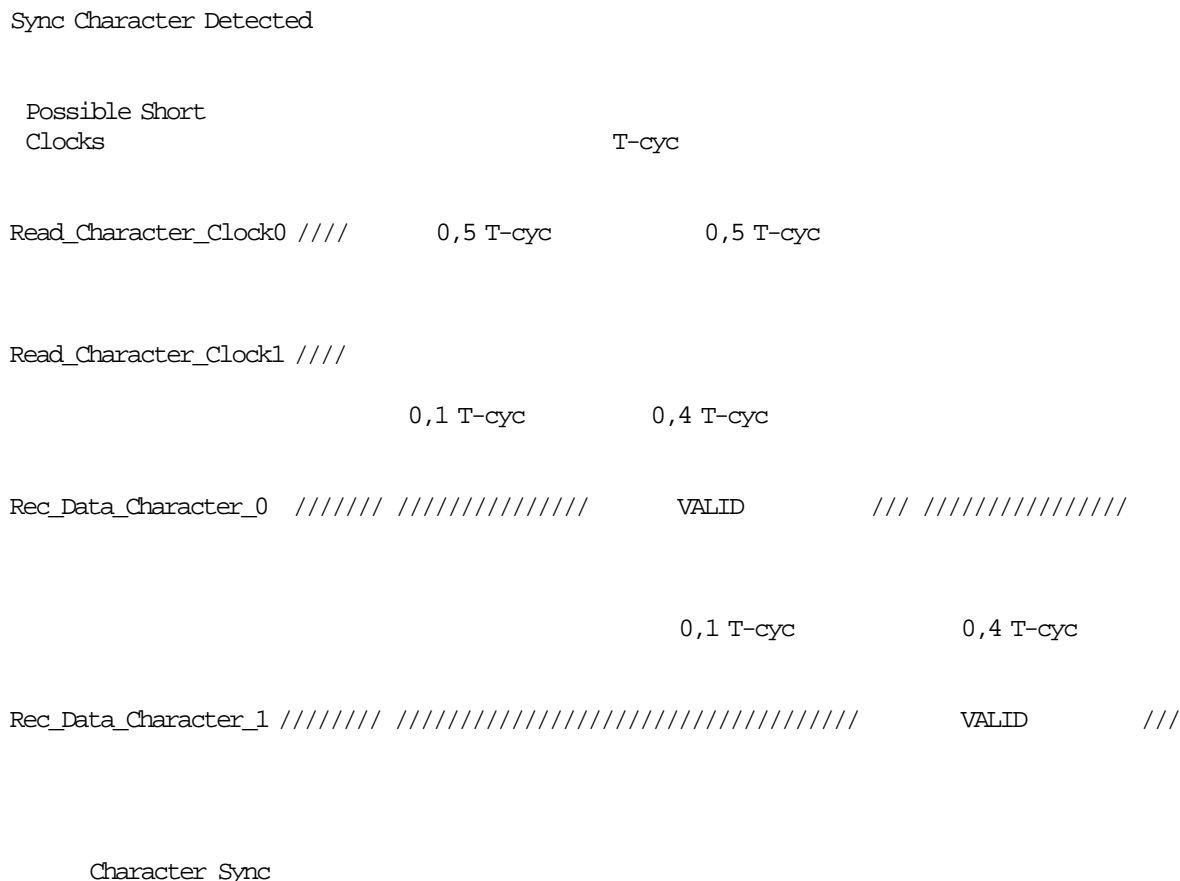 Sync Character Detected
Possible Short
Clocks T-cyc
Read_Character_Clock0 //// 0,5 T-cyc 0,5 T-cyc
Read_Character_Clock1 ////
0,1 T-cyc 0,4 T-cyc
Rec_Data_Character_0 /////// /////////////// VALID /// ////////////////
0,1 T-cyc 0,4 T-cyc
Rec_Data_Character_1 //////// //////////////////////////////////// VALID ///
Character Sync